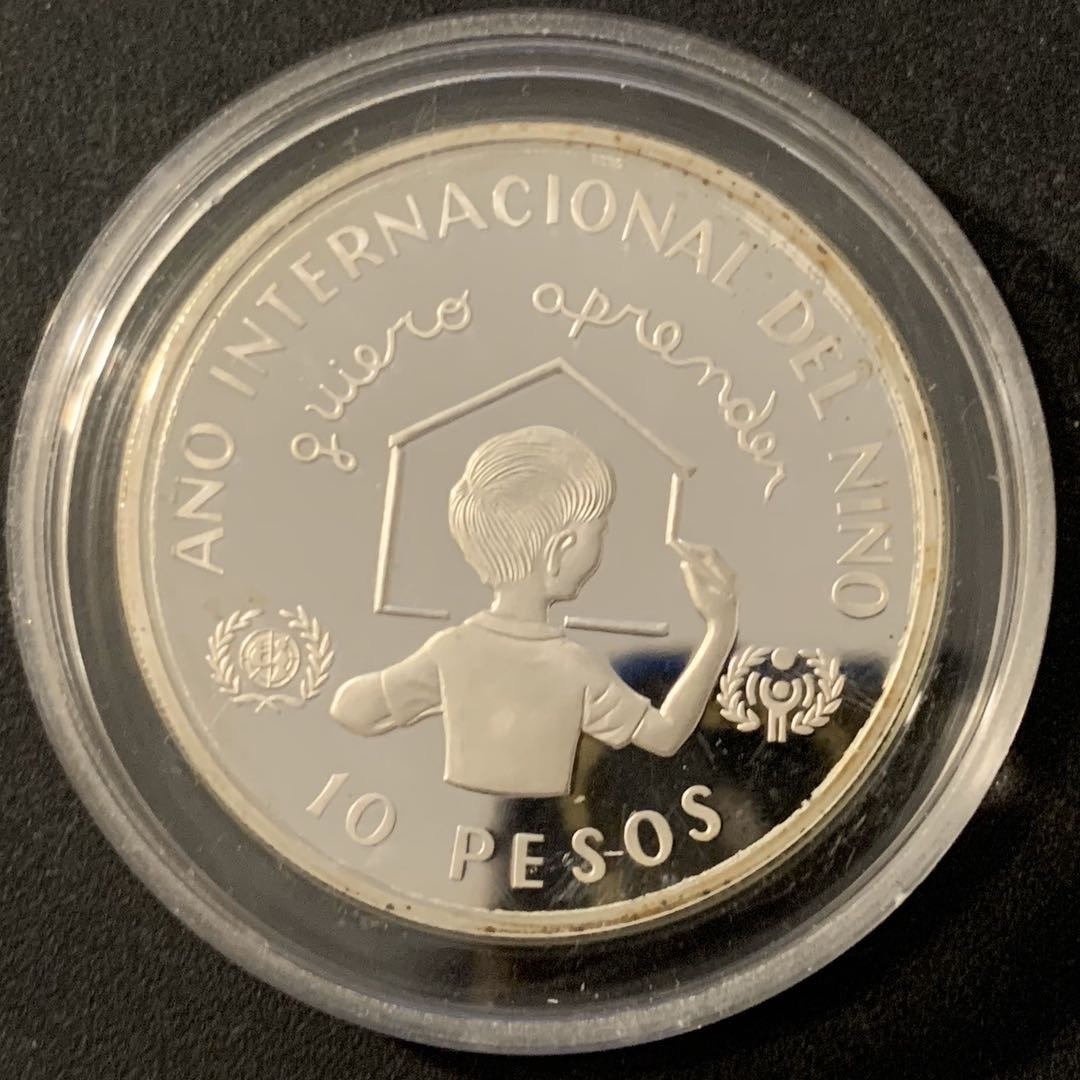 AÑO INTERNACIONAL DEL NIÑO
quiero aprender
10 PESOS